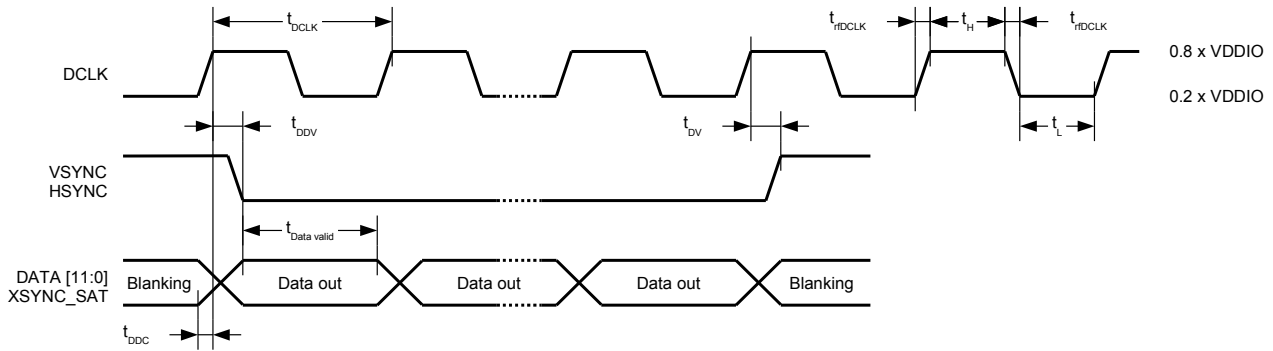 tDCLK
trfDCLK
tH
trfDCLK
DCLK
0.8 x VDDIO
0.2 x VDDIO
tDDV
tDV
tL
VSYNC
HSYNC
tData valid
DATA [11:0]
XSYNC_SAT
Blanking
Data out
Data out
Data out
Blanking
tDDC